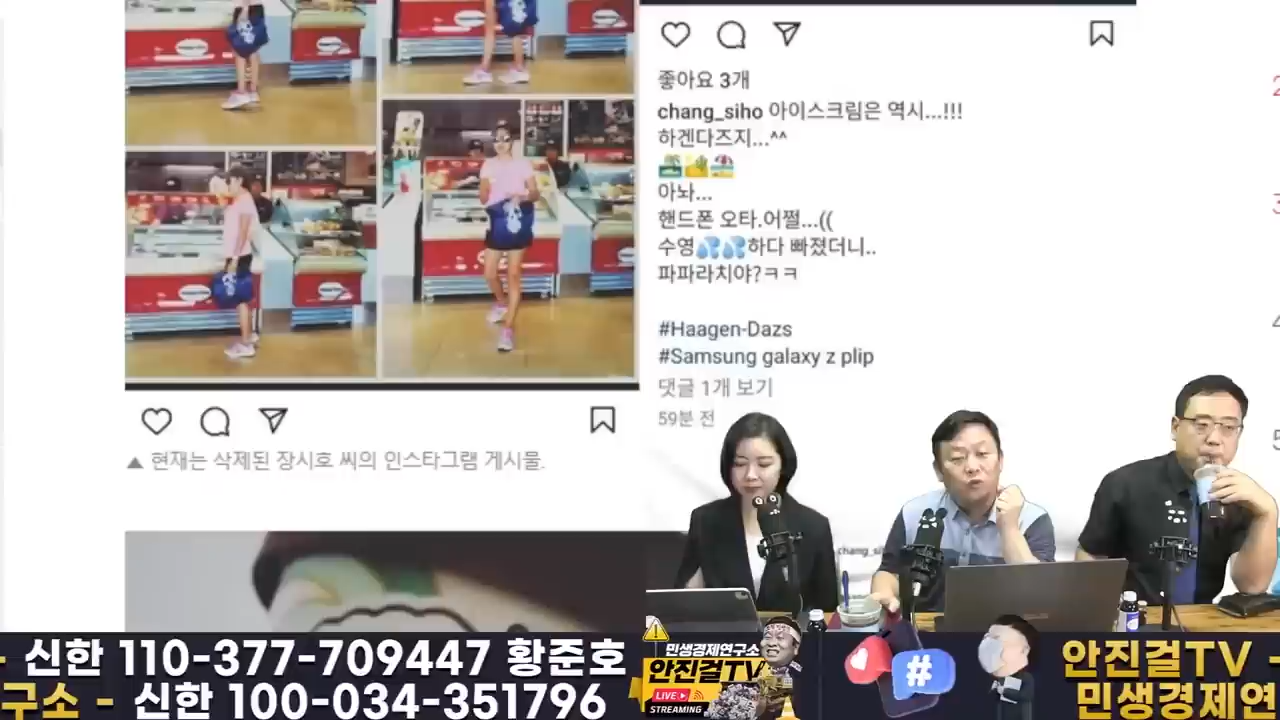 좋아요 3개
chang_siho 아이스크림은 역시...!!!
하겐다즈지...^^
아놔...
핸드폰 오타.어쩔...((
수영💦💦하다 빠졌더니..
파파라치야?ㅋㅋ
#Haagen-Dazs
#Samsung galaxy z plip
댓글 1개 보기
59분 전
▲ 현재는 삭제된 장시호 씨의 인스타그램 게시물.
- 신한 110-377-709447 황준호
구소 - 신한 100-034-351796
민생경제연구소
안진걸TV
LIVE
STREAMING
#
안진걸TV -
민생경제연